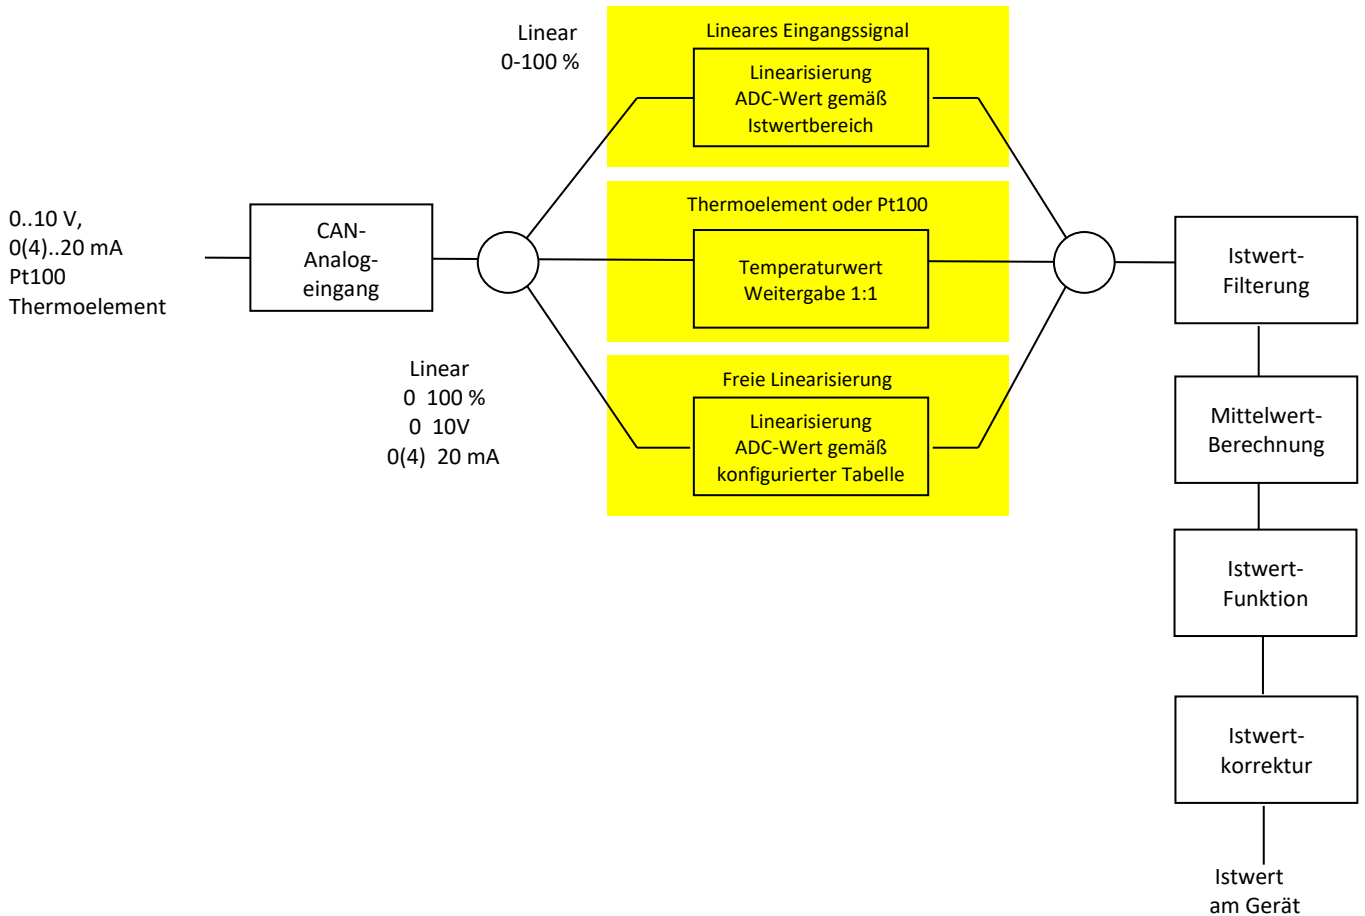 Linear
0-100 %
Lineares Eingangssignal
Linearisierung
ADC-Wert gemäß
Istwertbereich
0..10 V,
0(4)..20 mA
Pt100
Thermoelement
CAN-
Analog-
eingang
Thermoelement oder Pt100
Temperaturwert
Weitergabe 1:1
Istwert-
Filterung
Linear
0 100 %
0 10V
0(4) 20 mA
Freie Linearisierung
Linearisierung
ADC-Wert gemäß
konfigurierter Tabelle
Mittelwert-
Berechnung
Istwert-
Funktion
Istwert-
korrektur
Istwert
am Gerät